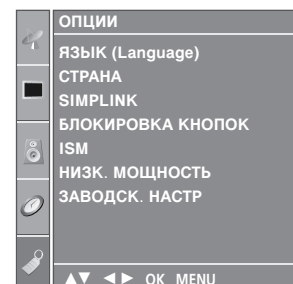 ОПЦИИ
ЯЗЫК (Language)
СТРАНА
SIMPLINK
БЛОКИРОВКА КНОПОК
ISM
НИЗК. МОЩНОСТЬ
ЗАВОДСК. НАСТР
▲▼ ◄► OK MENU